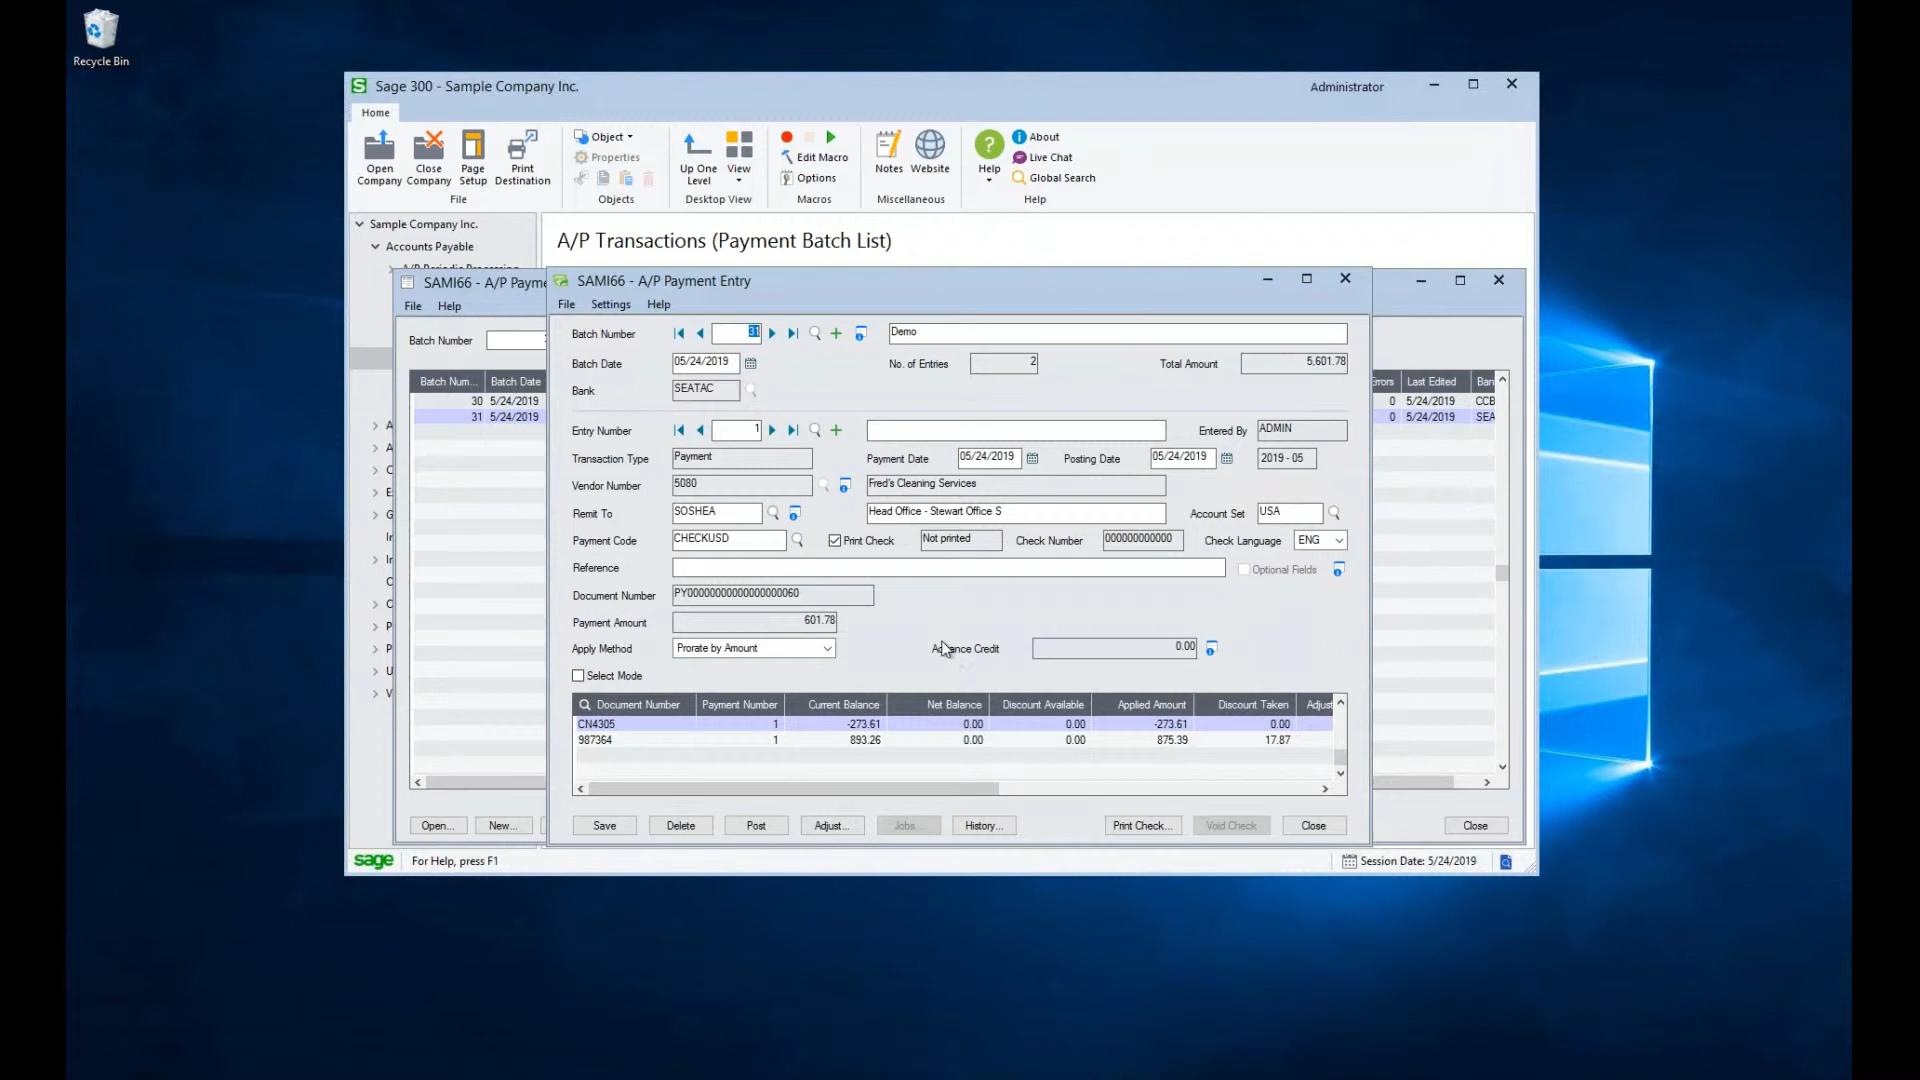 Recycle Bin
Sage 300 - Sample Company Inc.
Administrator
Home
Open Company
Close Company
Page Setup
Print Destination
File
Object
Properties
Objects
Up One Level
View
Desktop View
Edit Macro
Options
Macros
Notes
Website
Miscellaneous
Help
About
Live Chat
Global Search
Help
Sample Company Inc.
Accounts Payable
A/P Transactions (Payment Batch List)
SAMI66 - A/P Payme
File Help
Batch Number
Batch Num... Batch Date
30 5/24/2019
31 5/24/2019
Open...
New...
SAMI66 - A/P Payment Entry
File Settings Help
Batch Number 31 Demo
Batch Date 05/24/2019 No. of Entries 2 Total Amount 5,601.78
Bank SEATAC
Entry Number 1 Entered By ADMIN
Transaction Type Payment Payment Date 05/24/2019 Posting Date 05/24/2019 2019 - 05
Vendor Number 5080 Fred's Cleaning Services
Remit To SOSHEA Head Office - Stewart Office S Account Set USA
Payment Code CHECKUSD Print Check Not printed Check Number 000000000000 Check Language ENG
Reference Optional Fields
Document Number PY00000000000000000060
Payment Amount 601.78
Apply Method Prorate by Amount Advance Credit 0.00
Select Mode
Document Number Payment Number Current Balance Net Balance Discount Available Applied Amount Discount Taken Adjust
CN4305 1 -273.61 0.00 0.00 -273.61 0.00
987364 1 893.26 0.00 0.00 875.39 17.87
Save Delete Post Adjust... Jobs... History... Print Check... Void Check Close
Errors Last Edited Ban
0 5/24/2019 CCB
0 5/24/2019 SEA
Close
sage For Help, press F1
Session Date: 5/24/2019